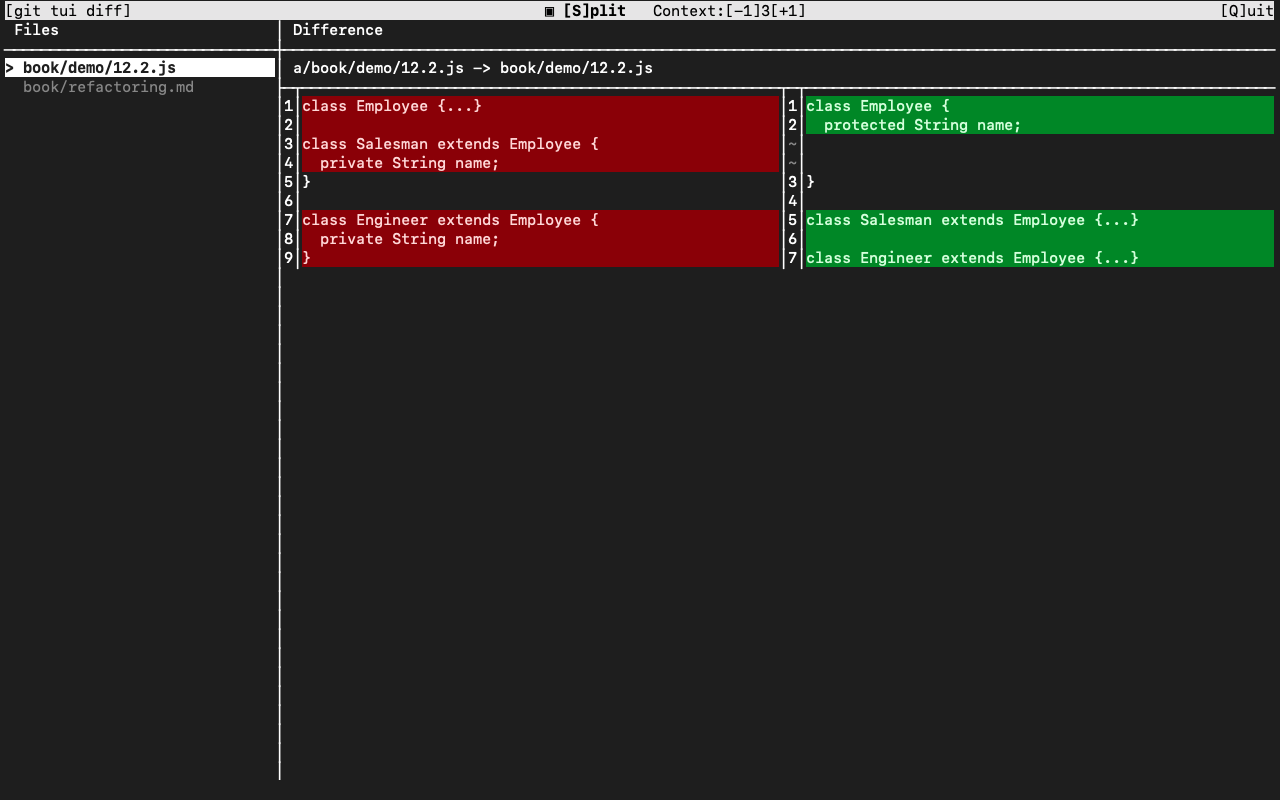 [git tui diff] ▣ [S]plit Context:[-1]3[+1] [Q]uit
Files
> book/demo/12.2.js
book/refactoring.md
Difference
a/book/demo/12.2.js -> book/demo/12.2.js
1 class Employee {...}
2
3 class Salesman extends Employee {
4   private String name;
5 }
6
7 class Engineer extends Employee {
8   private String name;
9 }
1 class Employee {
2   protected String name;
~
~
3 }
4
5 class Salesman extends Employee {...}
6
7 class Engineer extends Employee {...}